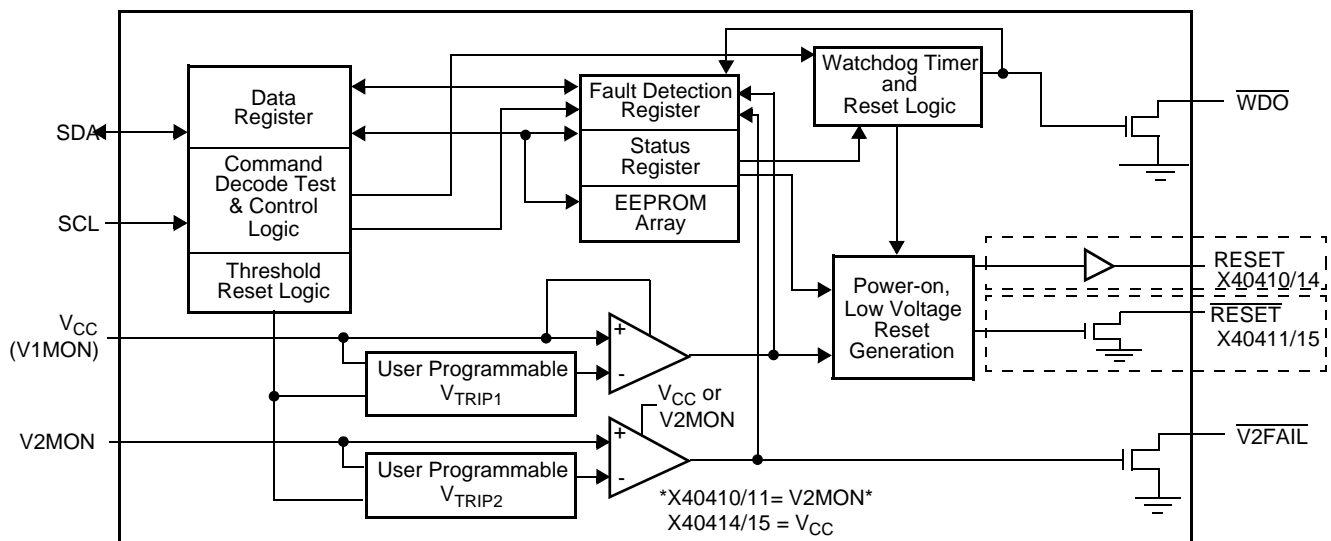 SDA
SCL
Data
Register
Command
Decode Test
& Control
Logic
Threshold
Reset Logic
Fault Detection
Register
Status
Register
EEPROM
Array
Watchdog Timer
and
Reset Logic
WDO
Power-on,
Low Voltage
Reset
Generation
RESET
X40410/14
RESET
X40411/15
VCC
(V1MON)
User Programmable
VTRIP1
+
-
VCC or
V2MON
V2MON
User Programmable
VTRIP2
+
-
*X40410/11= V2MON*
X40414/15 = VCC
V2FAIL